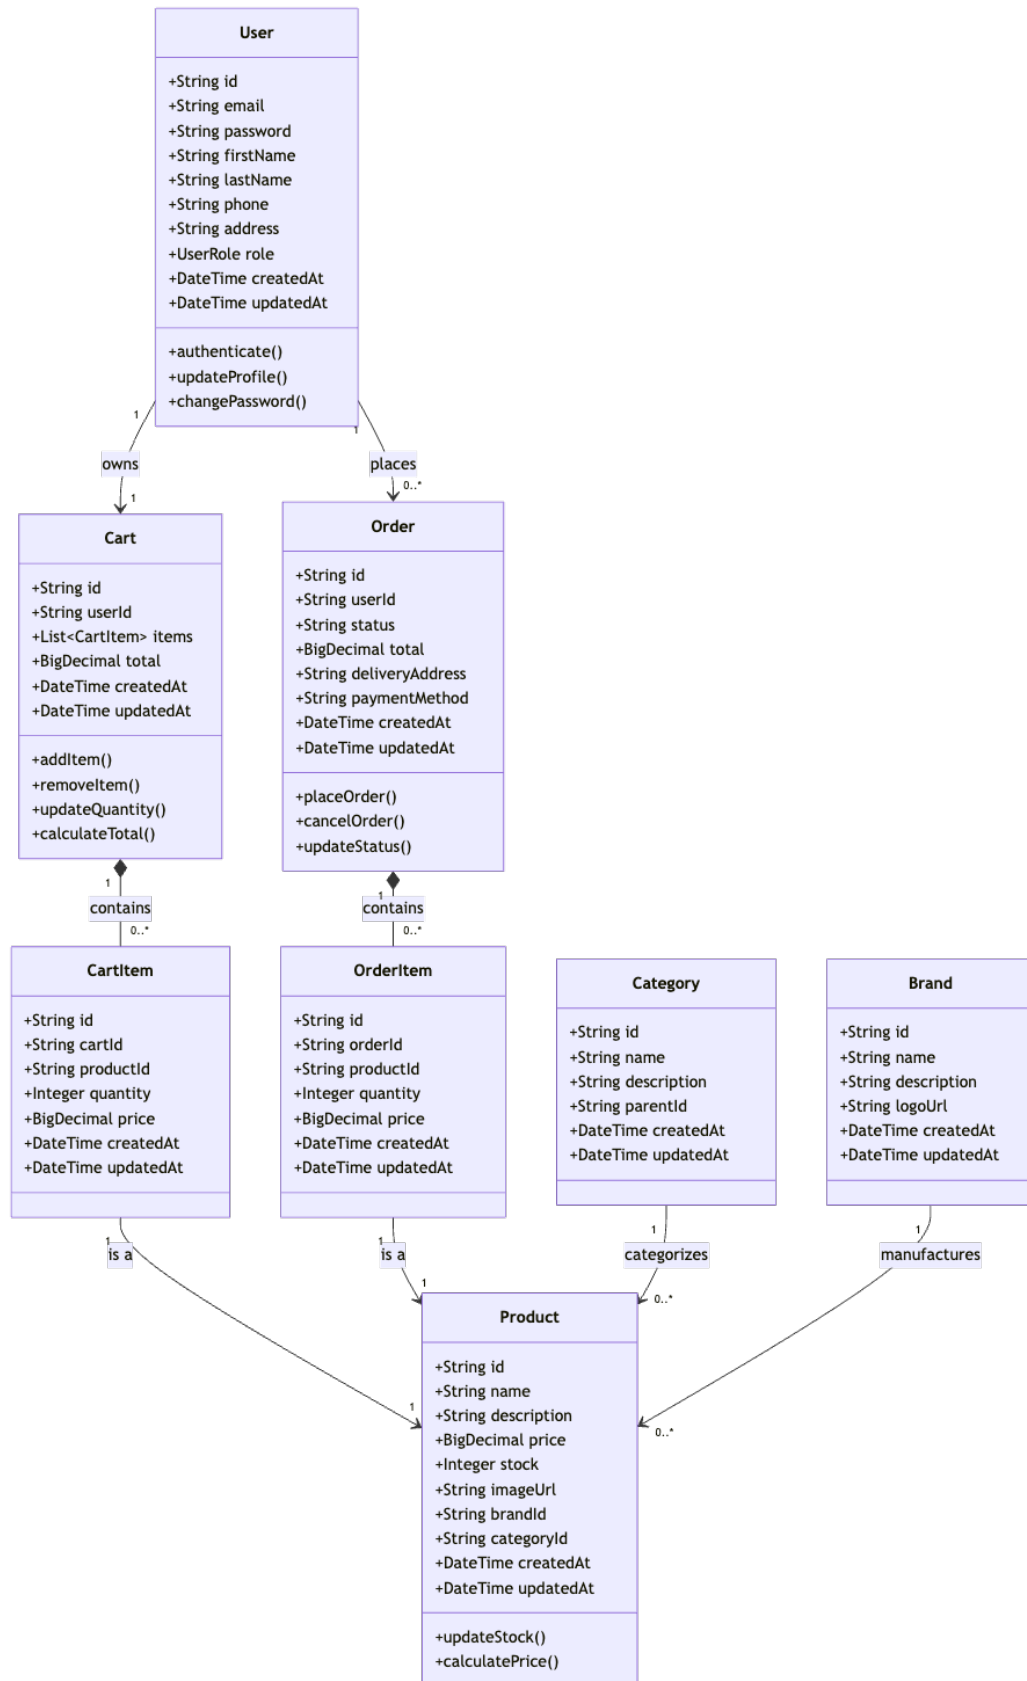 User
+String id
+String email
+String password
+String firstName
+String lastName
+String phone
+String address
+UserRole role
+DateTime createdAt
+DateTime updatedAt
+authenticate()
+updateProfile()
+changePassword()
1
1
owns
places
1
0..*
Cart
+String id
+String userId
+List<CartItem> items
+BigDecimal total
+DateTime createdAt
+DateTime updatedAt
+addItem()
+removeItem()
+updateQuantity()
+calculateTotal()
Order
+String id
+String userId
+String status
+BigDecimal total
+String deliveryAddress
+String paymentMethod
+DateTime createdAt
+DateTime updatedAt
+placeOrder()
+cancelOrder()
+updateStatus()
1
contains
0..*
1
contains
0..*
CartItem
+String id
+String cartId
+String productId
+Integer quantity
+BigDecimal price
+DateTime createdAt
+DateTime updatedAt
OrderItem
+String id
+String orderId
+String productId
+Integer quantity
+BigDecimal price
+DateTime createdAt
+DateTime updatedAt
Category
+String id
+String name
+String description
+String parentId
+DateTime createdAt
+DateTime updatedAt
Brand
+String id
+String name
+String description
+String logoUrl
+DateTime createdAt
+DateTime updatedAt
1
is a
1
1
is a
1
1
categorizes
0..*
1
manufactures
0..*
Product
+String id
+String name
+String description
+BigDecimal price
+Integer stock
+String imageUrl
+String brandId
+String categoryId
+DateTime createdAt
+DateTime updatedAt
+updateStock()
+calculatePrice()